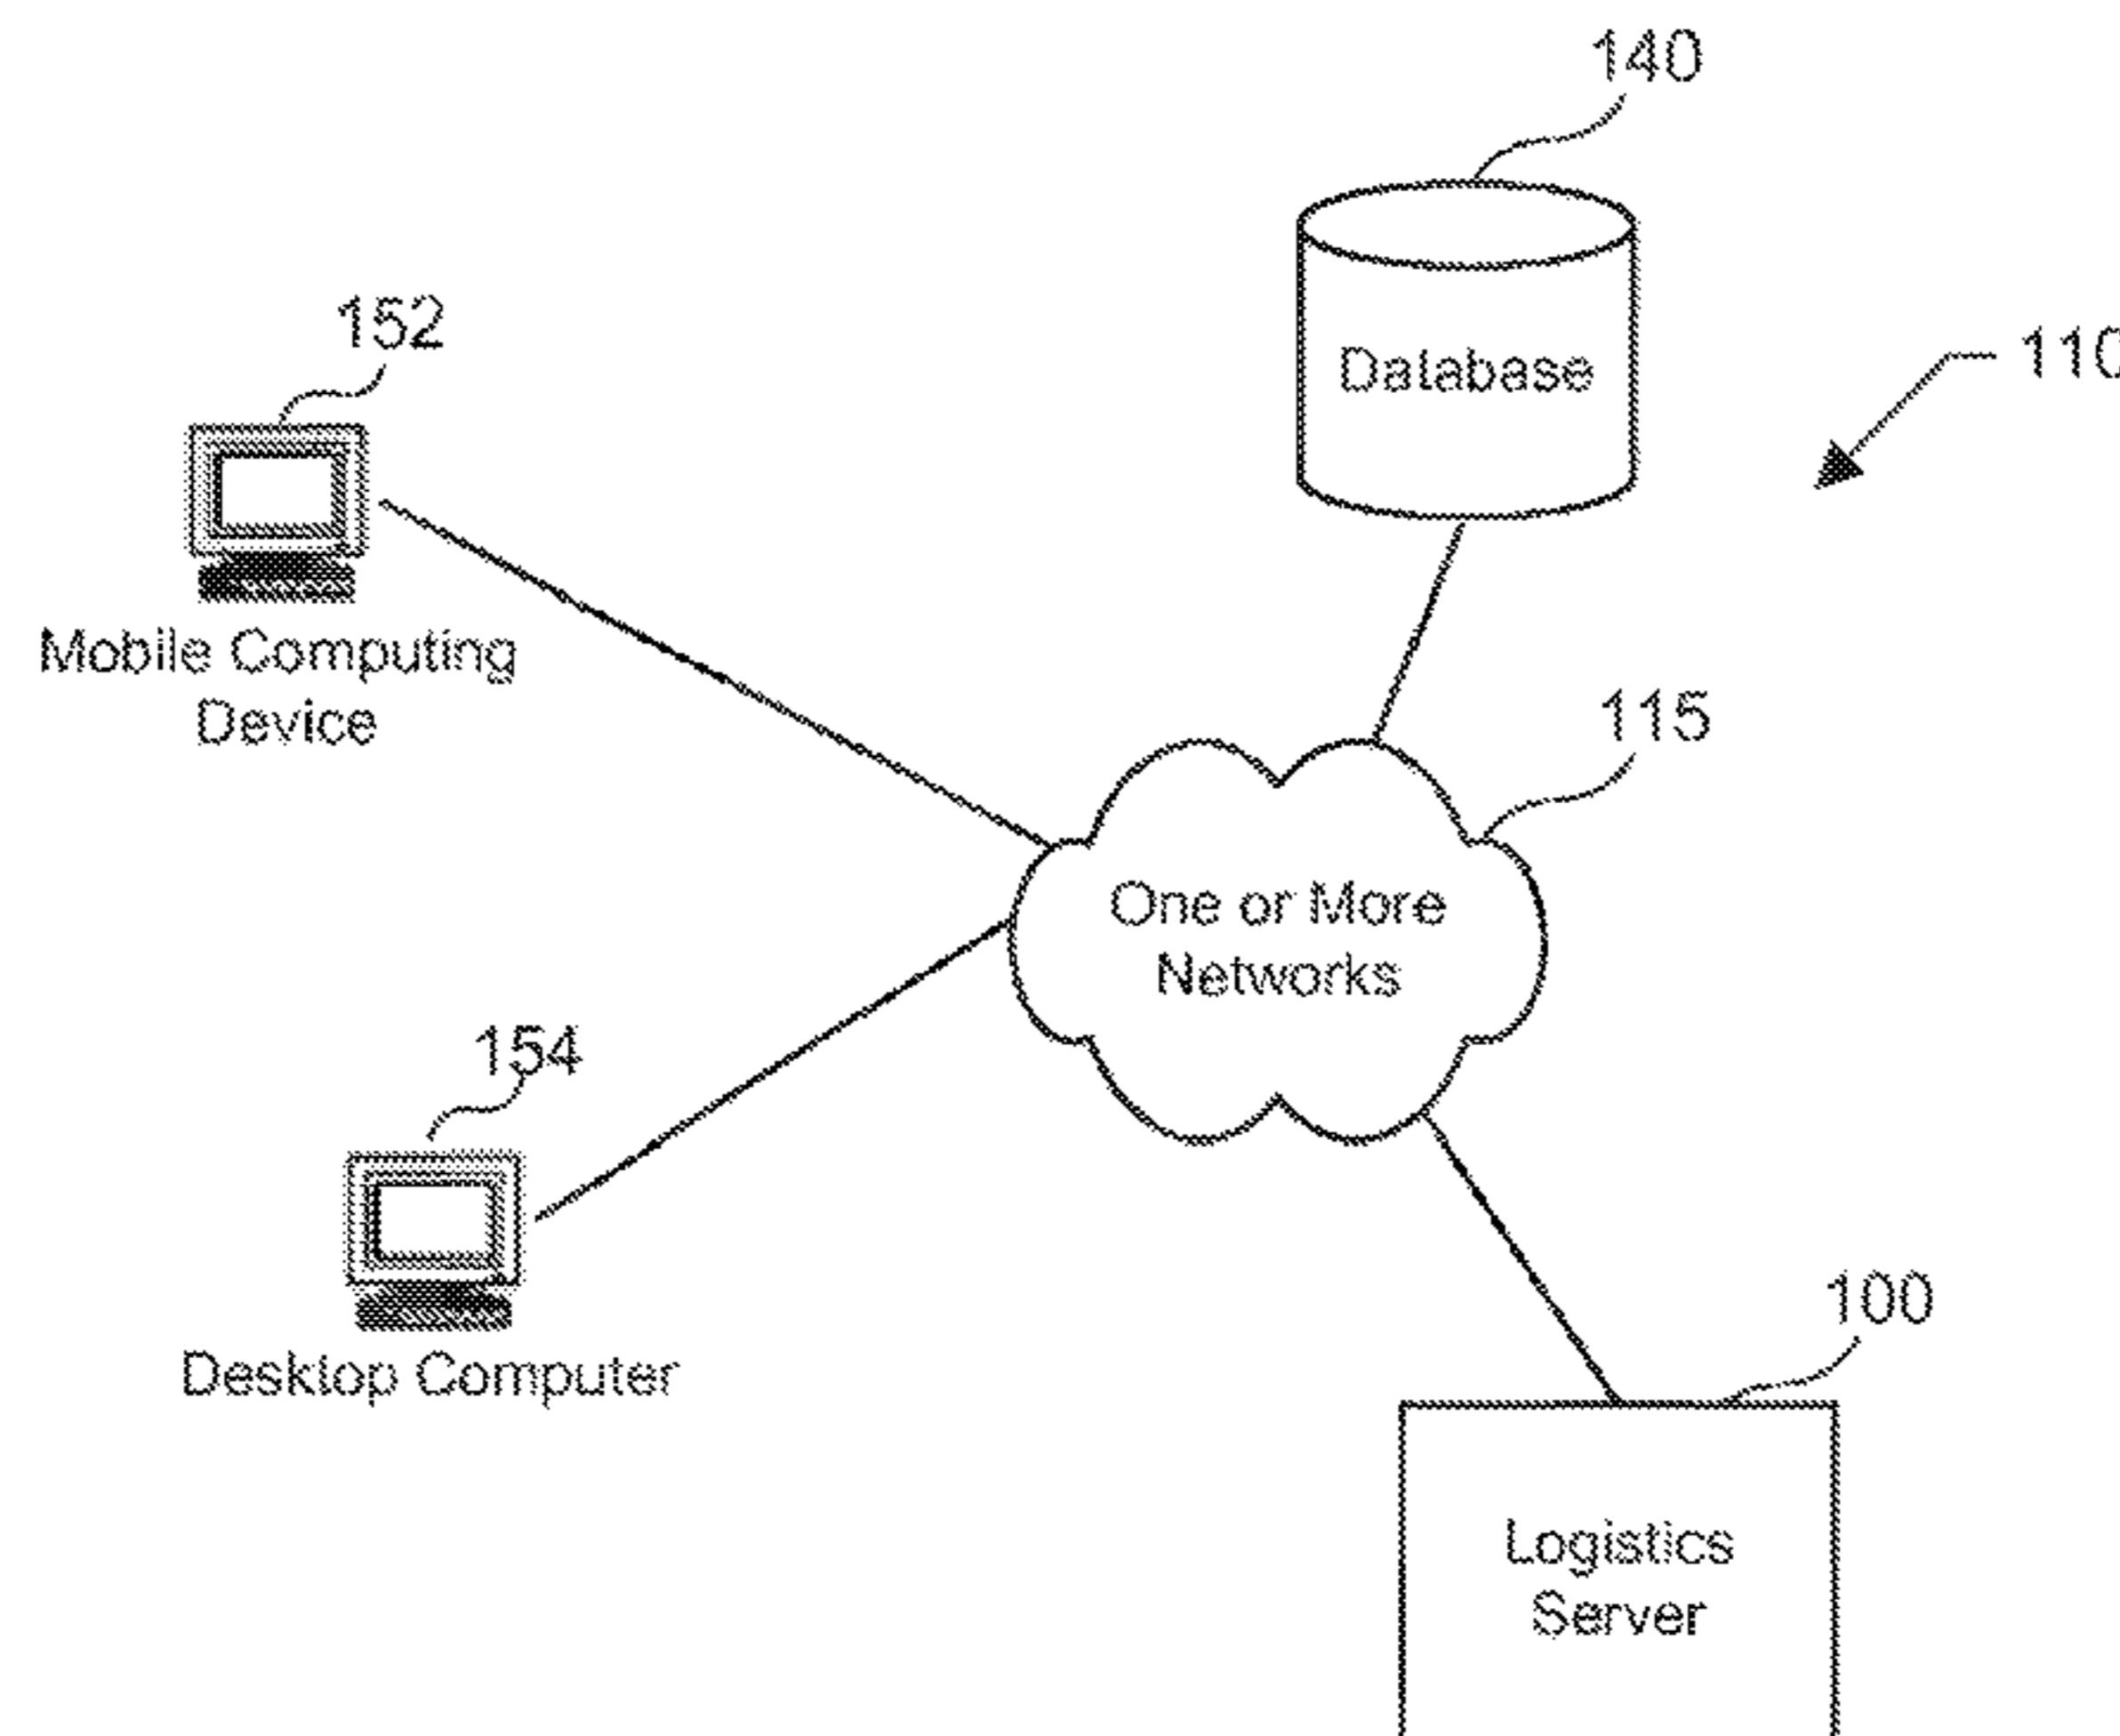 140
152
Database
110
Mobile Computing
Device
115
One or More
Networks
154
100
Desktop Computer
Logistics
Server